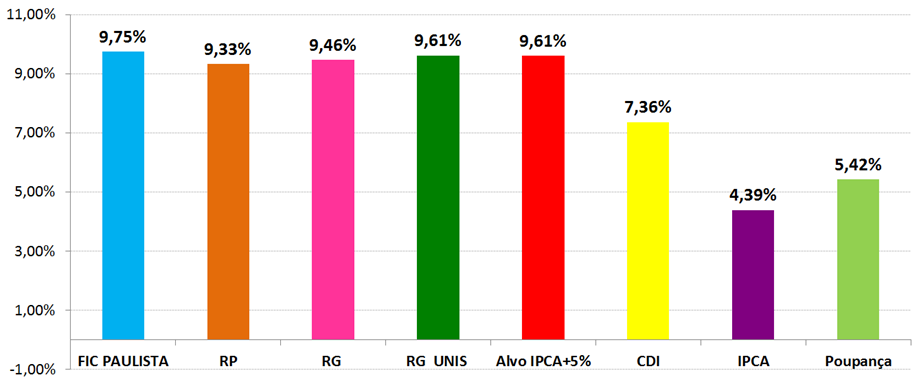 11,00%
9,00%
7,00%
5,00%
3,00%
1,00%
-1,00%
9,75%
9,33%
9,46%
9,61%
9,61%
7,36%
4,39%
5,42%
FIC PAULISTA
RP
RG
RG UNIS
Alvo IPCA+5%
CDI
IPCA
Poupança